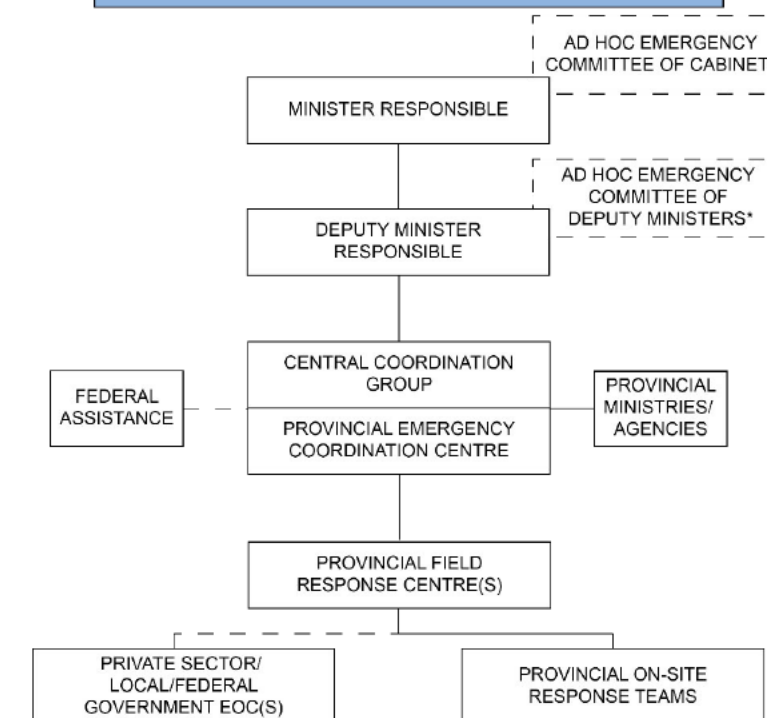 AD HOC EMERGENCY
COMMITTEE OF CABINET
MINISTER RESPONSIBLE
AD HOC EMERGENCY
COMMITTEE OF
DEPUTY MINISTERS*
DEPUTY MINISTER
RESPONSIBLE
CENTRAL COORDINATION
GROUP
FEDERAL
ASSISTANCE
PROVINCIAL
MINISTRIES/
AGENCIES
PROVINCIAL EMERGENCY
COORDINATION CENTRE
PROVINCIAL FIELD
RESPONSE CENTRE(S)
PRIVATE SECTOR/
LOCAL/FEDERAL
GOVERNMENT EOC(S)
PROVINCIAL ON-SITE
RESPONSE TEAMS